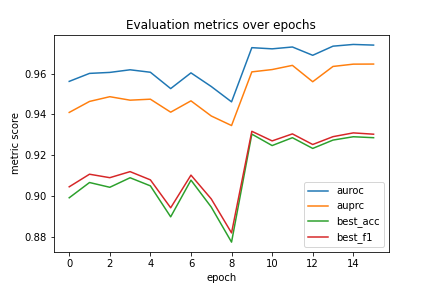 Evaluation metrics over epochs
metric score
0.96
0.94
0.92
0.90
0.88
0 2 4 6 8 10 12 14
epoch
auroc
auprc
best_acc
best_f1